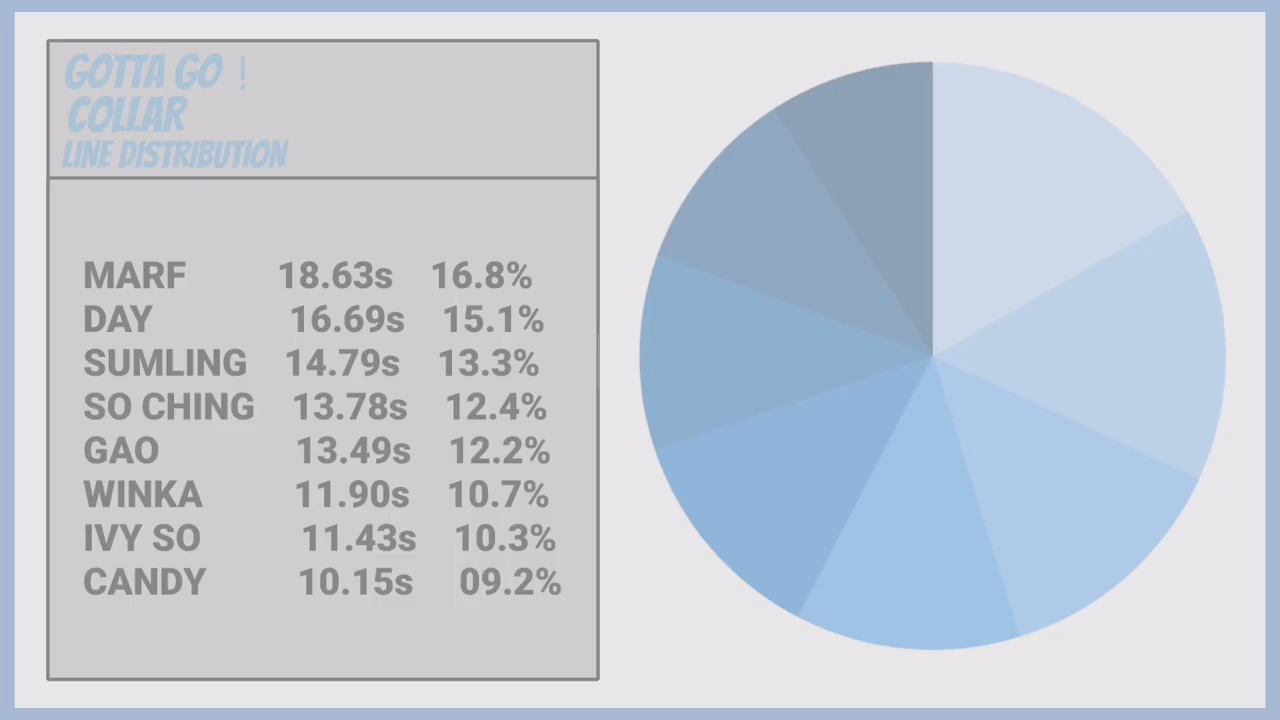 GOTTA GO !
COLLAR
LINE DISTRIBUTION
MARF 18.63s 16.8%
DAY 16.69s 15.1%
SUMLING 14.79s 13.3%
SO CHING 13.78s 12.4%
GAO 13.49s 12.2%
WINKA 11.90s 10.7%
IVY SO 11.43s 10.3%
CANDY 10.15s 09.2%